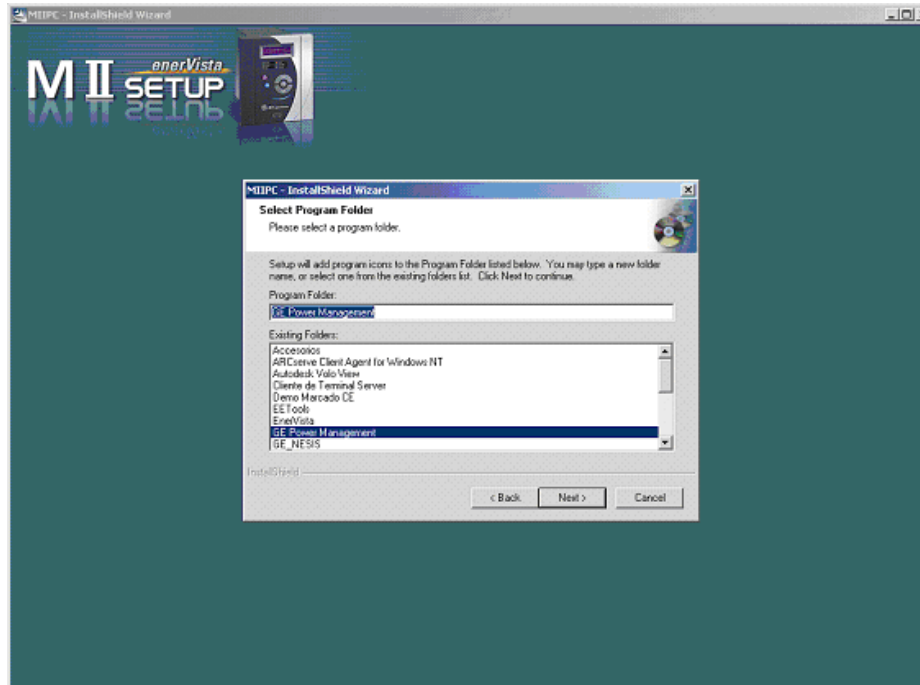 MIIPC - InstallShield Wizard
enerVista
M II SETUP
MIIPC - InstallShield Wizard
Select Program Folder
Please select a program folder.
Setup will add program icons to the Program Folder listed below. You may type a new folder
name, or select one from the existing folders list. Click Next to continue.
Program Folder:
GE Power Management
Existing Folders:
Accesorios
ARCserve Client Agent for Windows NT
Autodesk Volo View
Cliente de Terminal Server
Demo Marcado CE
EETools
EnerVista
GE Power Management
GE_NESIS
InstallShield
< Back
Next >
Cancel